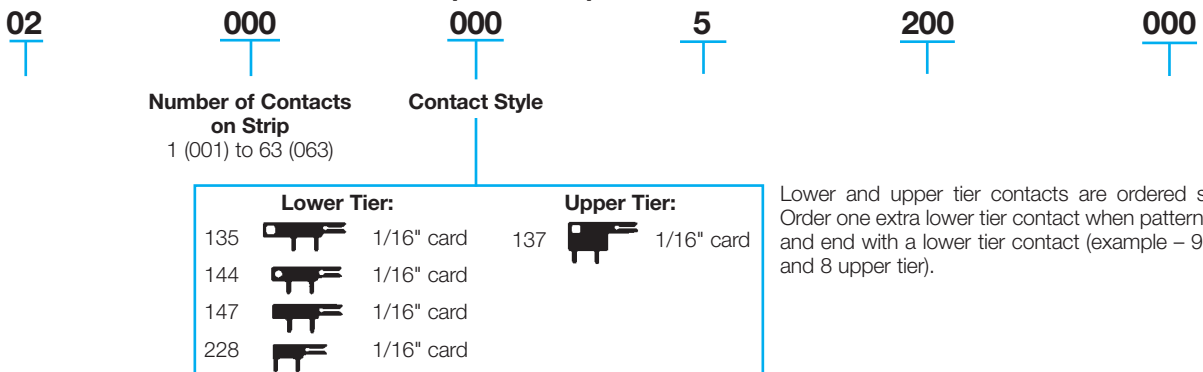 02 000 000 5 200 000
Number of Contacts
on Strip
1 (001) to 63 (063)
Contact Style
Lower Tier:
135 1/16" card
144 1/16" card
147 1/16" card
228 1/16" card
Upper Tier:
137 1/16" card
Lower and upper tier contacts are ordered
Order one extra lower tier contact when pattern
and end with a lower tier contact (example – 9
and 8 upper tier).